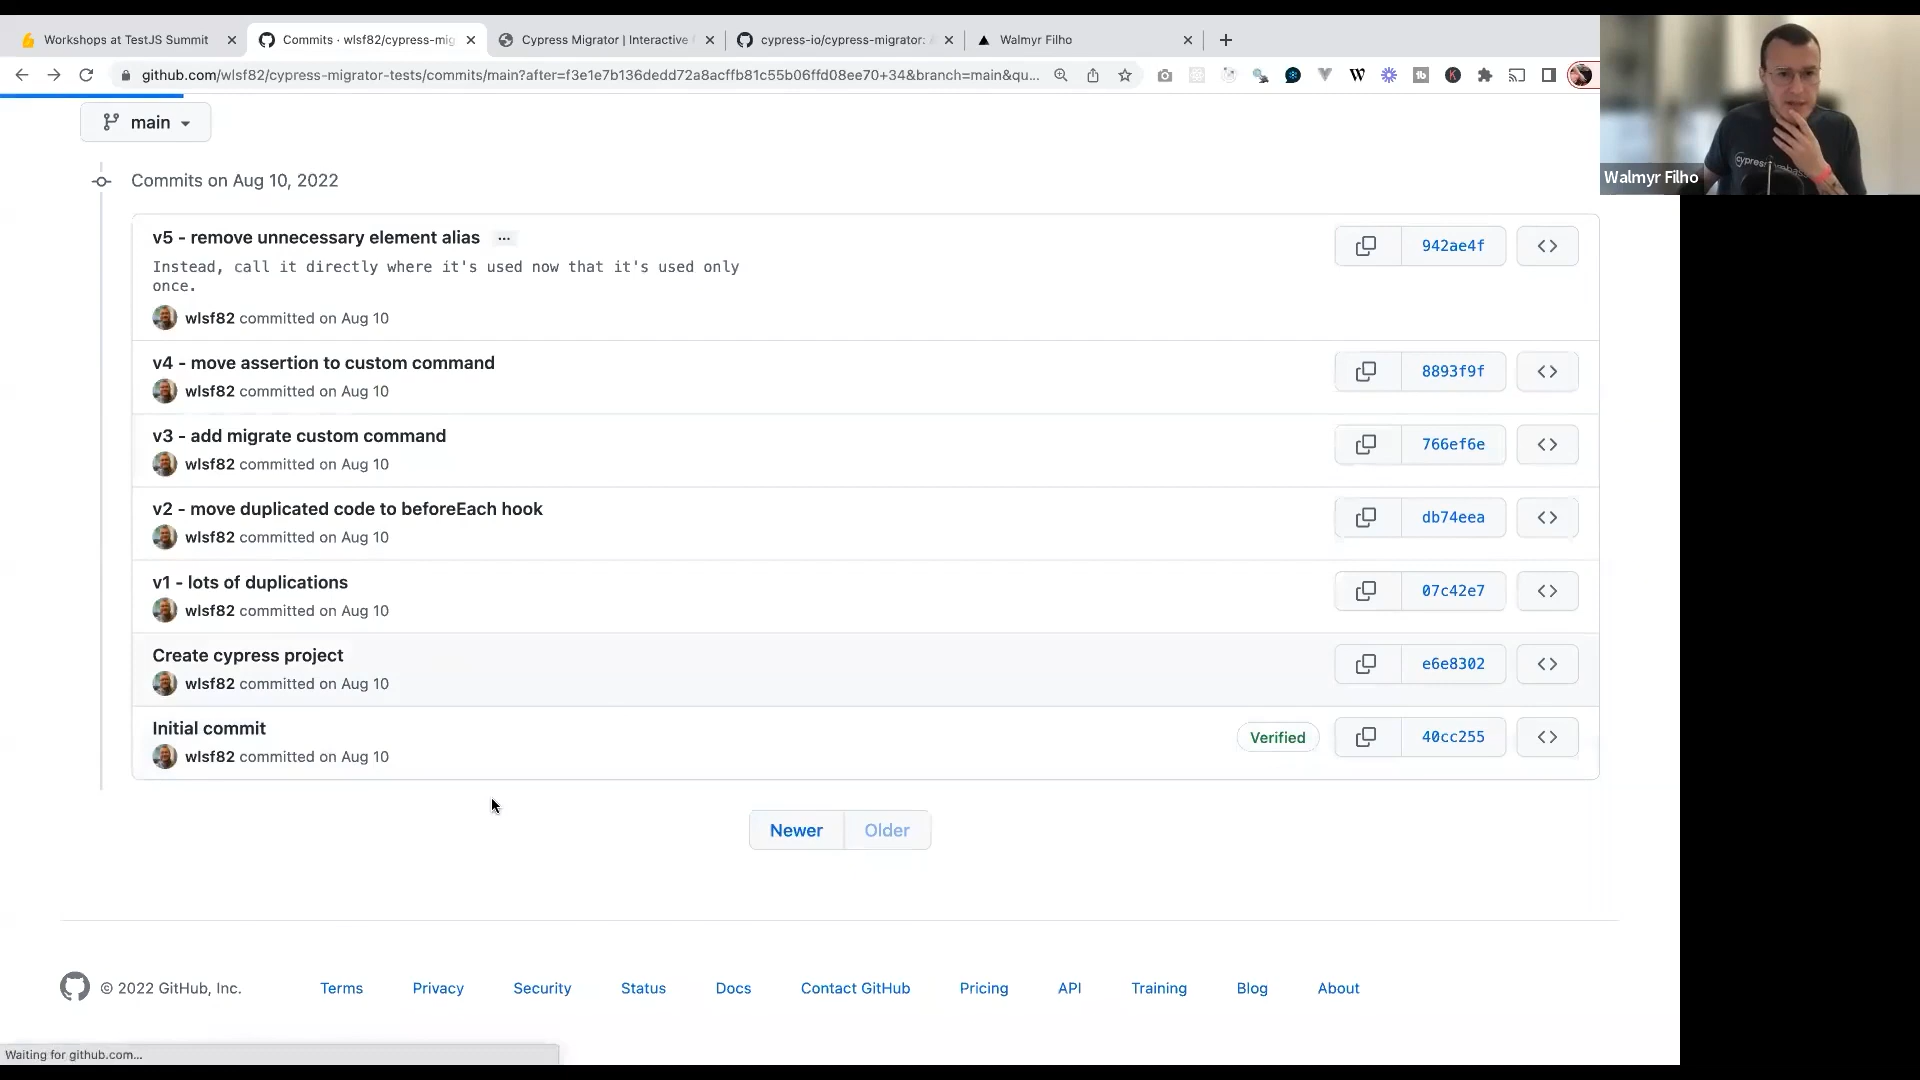 Workshops at TestJS Summit
Commits · wlsf82/cypress-mig
Cypress Migrator | Interactive
cypress-io/cypress-migrator:
Walmyr Filho
github.com/wlsf82/cypress-migrator-tests/commits/main?after=f3e1e7b136dedd72a8acffb81c55b06ffd08ee70+34&branch=main&qu...
main
Commits on Aug 10, 2022
v5 - remove unnecessary element alias ...
Instead, call it directly where it's used now that it's used only
once.
wlsf82 committed on Aug 10
942ae4f
v4 - move assertion to custom command
wlsf82 committed on Aug 10
8893f9f
v3 - add migrate custom command
wlsf82 committed on Aug 10
766ef6e
v2 - move duplicated code to beforeEach hook
wlsf82 committed on Aug 10
db74eea
v1 - lots of duplications
wlsf82 committed on Aug 10
07c42e7
Create cypress project
wlsf82 committed on Aug 10
e6e8302
Initial commit
wlsf82 committed on Aug 10
Verified
40cc255
Newer Older
© 2022 GitHub, Inc. Terms Privacy Security Status Docs Contact GitHub Pricing API Training Blog About
Waiting for github.com...
Walmyr Filho
cypress